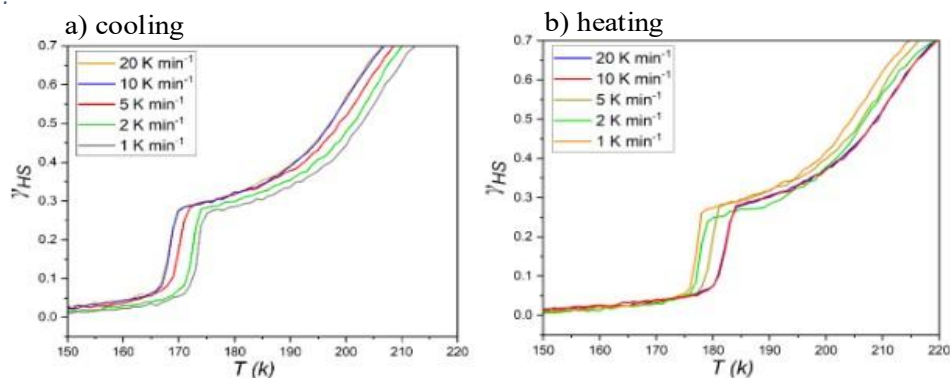 a) cooling
0.7
0.6
0.5
0.4
0.3
0.2
0.1
0.0
γHS
20 K min⁻¹
10 K min⁻¹
5 K min⁻¹
2 K min⁻¹
1 K min⁻¹
150 160 170 180 190 200 210 220
T (k)
b) heating
0.7
0.6
0.5
0.4
0.3
0.2
0.1
0.0
γHS
20 K min⁻¹
10 K min⁻¹
5 K min⁻¹
2 K min⁻¹
1 K min⁻¹
150 160 170 180 190 200 210 220
T (k)